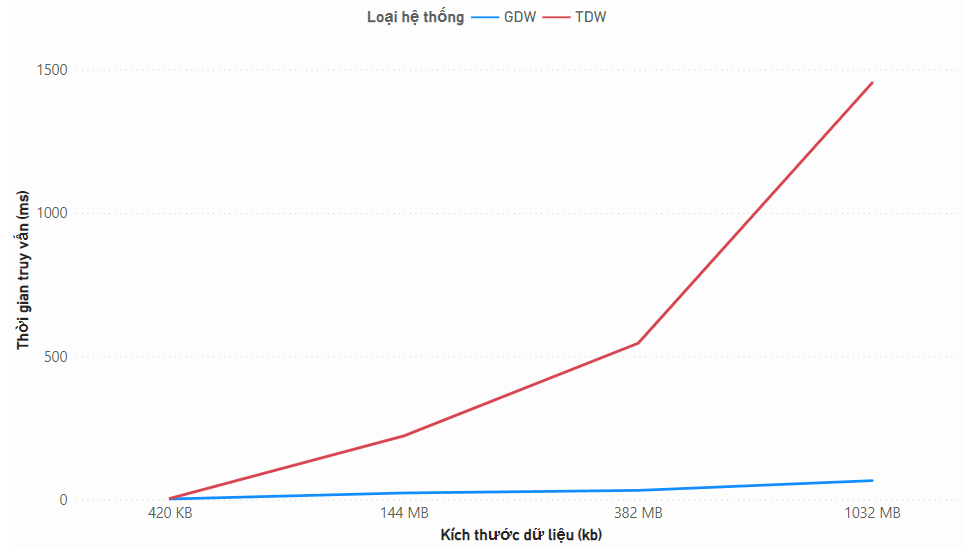 Loại hệ thống GDW TDW
Thời gian truy vấn (ms)
1500
1000
500
0
420 KB 144 MB 382 MB 1032 MB
Kích thước dữ liệu (kb)